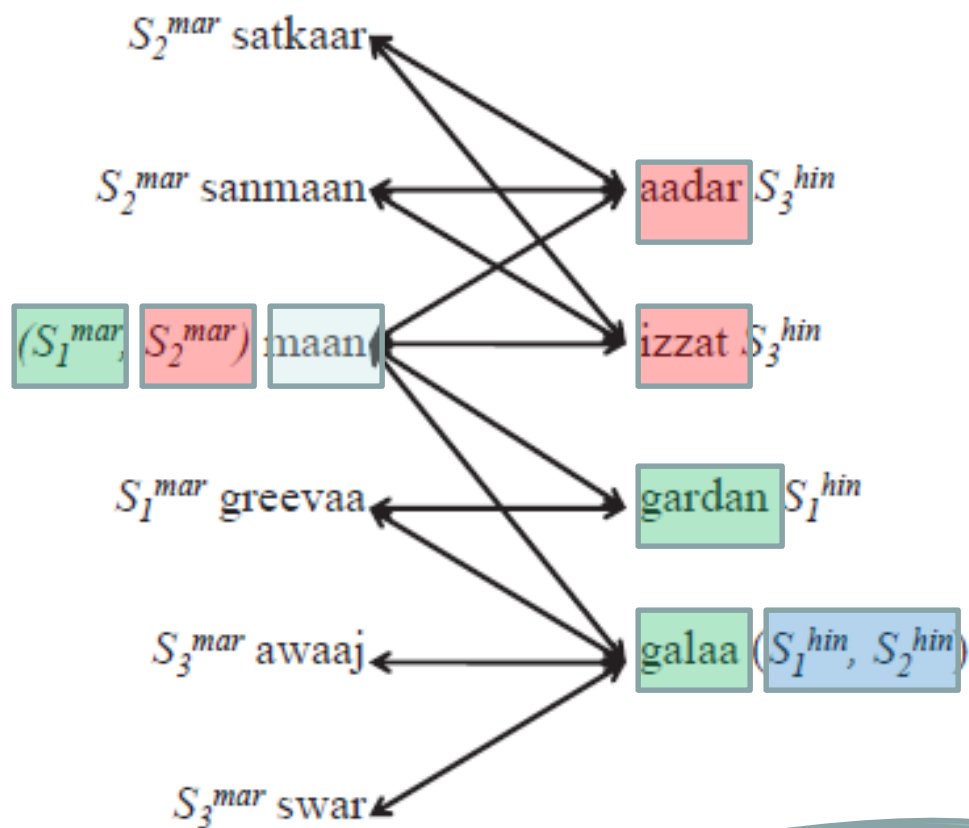 S₂ᵐᵃʳ satkaar
S₂ᵐᵃʳ sanmaan
aadar S₃ʰⁱⁿ
(S₁ᵐᵃʳ, S₂ᵐᵃʳ) maan
izzat S₃ʰⁱⁿ
S₁ᵐᵃʳ greevaa
gardan S₁ʰⁱⁿ
S₃ᵐᵃʳ awaaj
galaa (S₁ʰⁱⁿ, S₂ʰⁱⁿ)
S₃ᵐᵃʳ swar